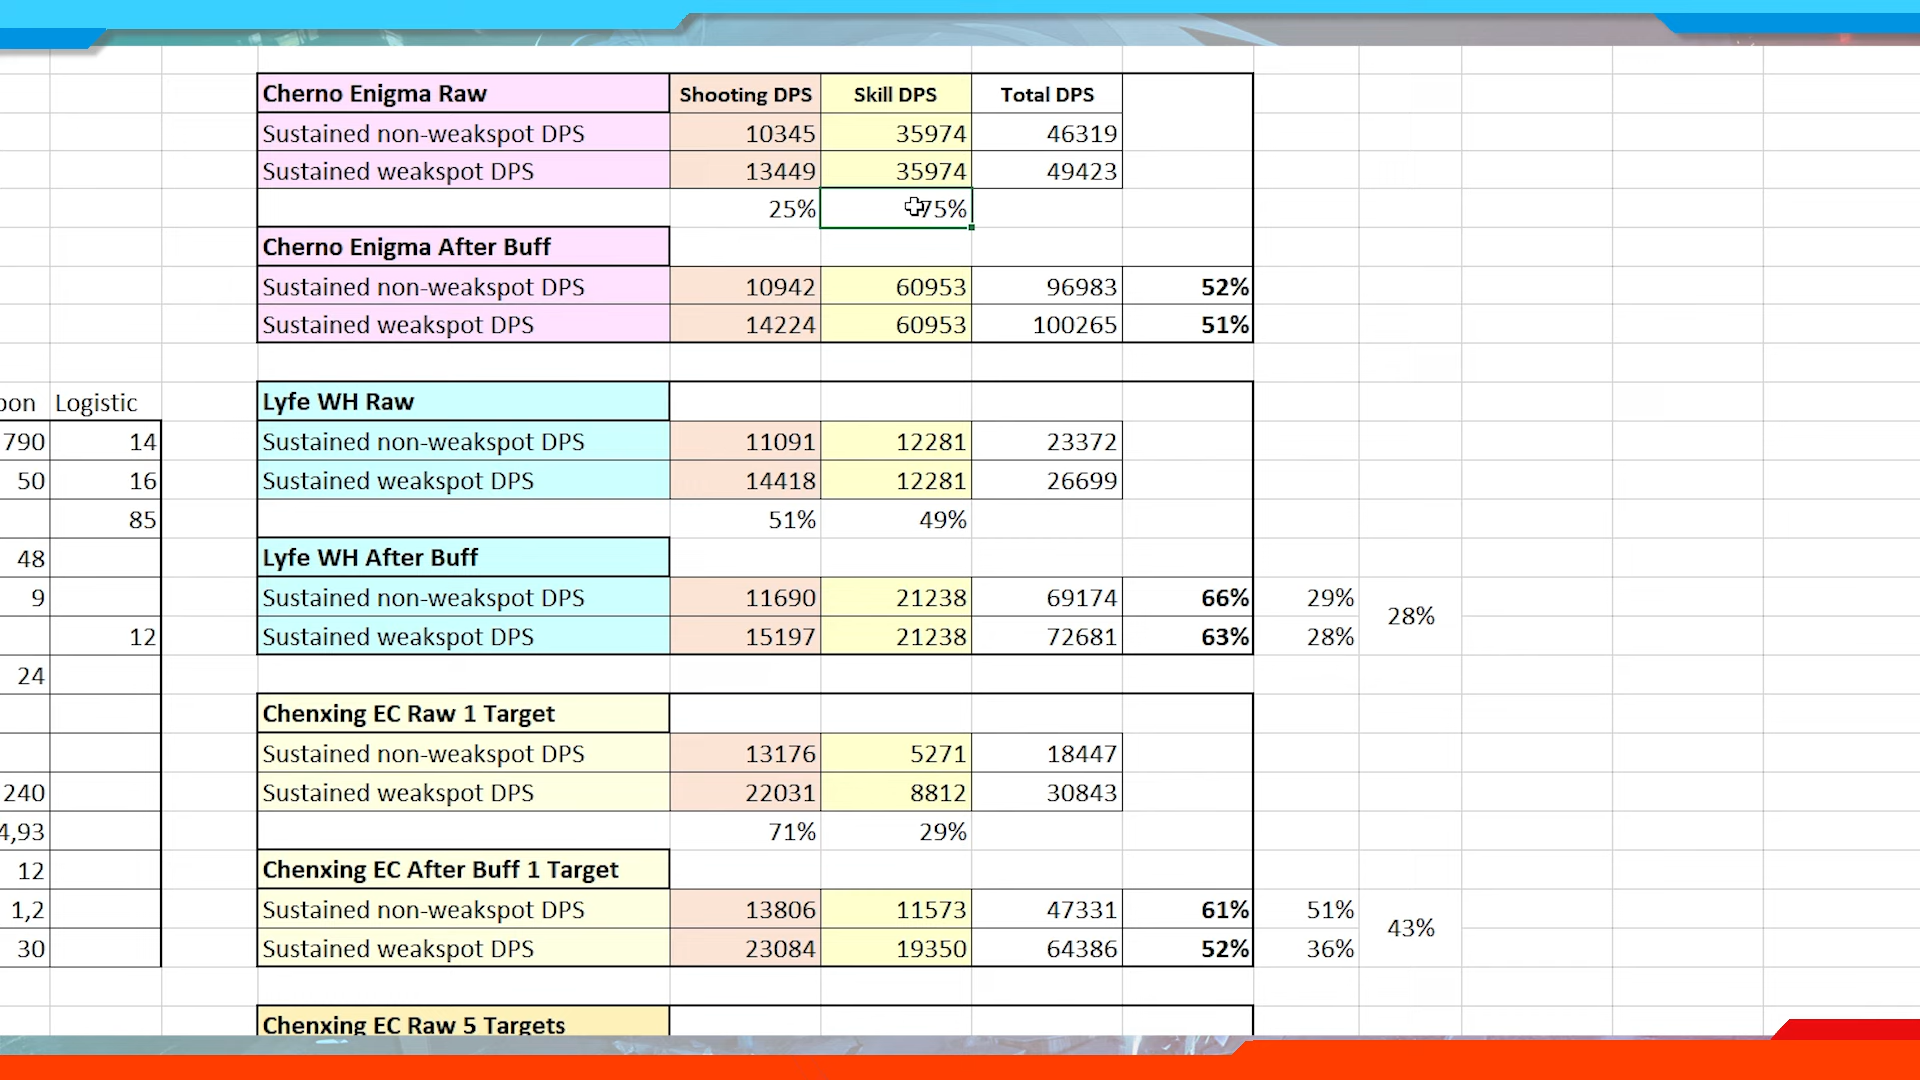 Cherno Enigma Raw Shooting DPS Skill DPS Total DPS
Sustained non-weakspot DPS 10345 35974 46319
Sustained weakspot DPS 13449 35974 49423
25% 75%
Cherno Enigma After Buff
Sustained non-weakspot DPS 10942 60953 96983 52%
Sustained weakspot DPS 14224 60953 100265 51%
Logistic Lyfe WH Raw
790 14 Sustained non-weakspot DPS 11091 12281 23372
50 16 Sustained weakspot DPS 14418 12281 26699
85 51% 49%
48 Lyfe WH After Buff
9 Sustained non-weakspot DPS 11690 21238 69174 66% 29%
28%
12 Sustained weakspot DPS 15197 21238 72681 63% 28%
24
Chenxing EC Raw 1 Target
Sustained non-weakspot DPS 13176 5271 18447
240 Sustained weakspot DPS 22031 8812 30843
4,93 71% 29%
12 Chenxing EC After Buff 1 Target
1,2 Sustained non-weakspot DPS 13806 11573 47331 61% 51%
43%
30 Sustained weakspot DPS 23084 19350 64386 52% 36%
Chenxing EC Raw 5 Targets